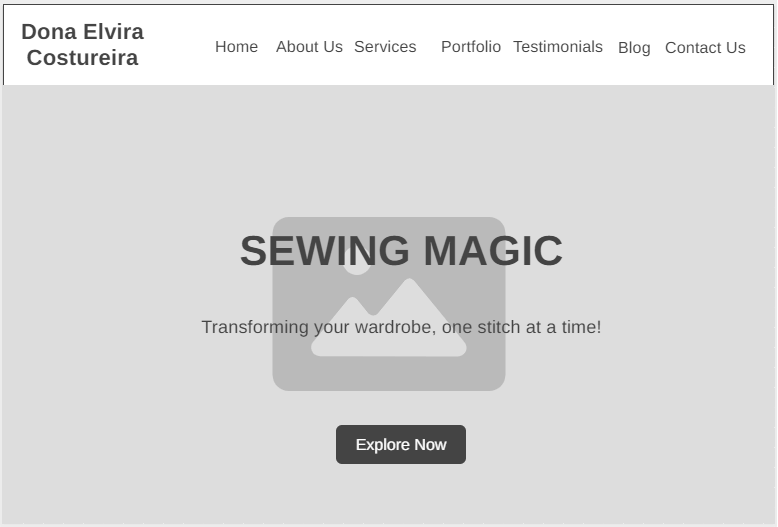 Dona Elvira
Costureira
Home About Us Services Portfolio Testimonials Blog Contact Us
SEWING MAGIC
Transforming your wardrobe, one stitch at a time!
Explore Now